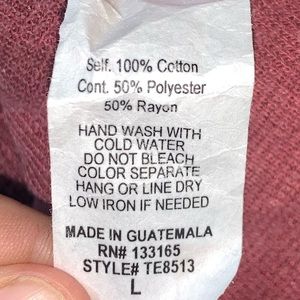 Self. 100% Cotton
Cont. 50% Polyester
50% Rayon
HAND WASH WITH
COLD WATER
DO NOT BLEACH
COLOR SEPARATE
HANG OR LINE DRY
LOW IRON IF NEEDED
MADE IN GUATEMALA
RN# 133165
STYLE# TE8513
L